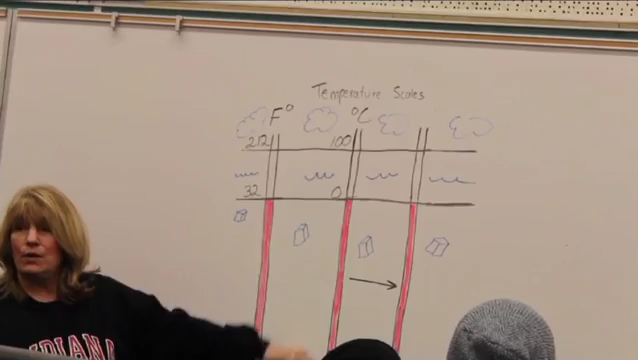 Temperature Scales
F° °C
212 100
32 0
INDIANA